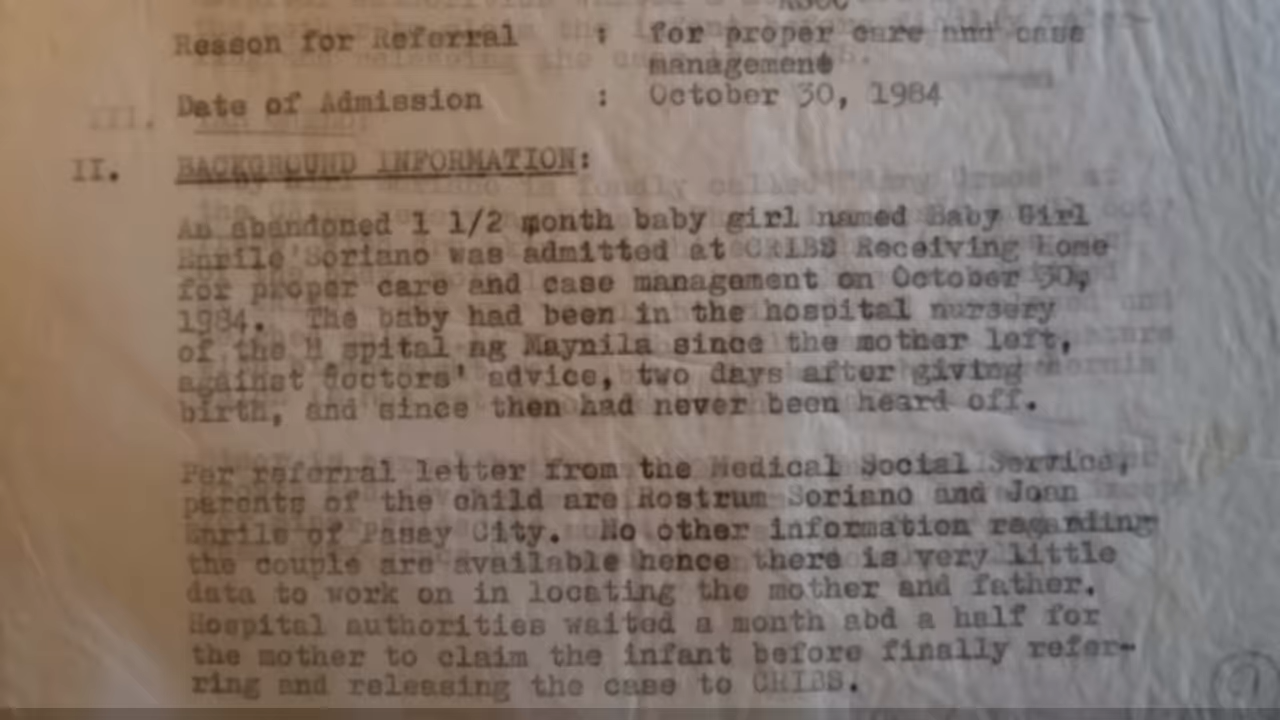 Reason for Referral : for proper care and case
management
Date of Admission : October 30, 1984
III.
II. BACKGROUND INFORMATION:
An abandoned 1 1/2 month baby girl named Baby Girl
Enrile Soriano was admitted at CRIBS Receiving Home
for proper care and case management on October 30,
1984. The baby had been in the hospital nursery
of the H spital ng Maynila since the mother left,
against doctors' advice, two days after giving
birth, and since then had never been heard off.
Per referral letter from the Medical Social Service,
parents of the child are Rostrum Soriano and Joan
Enrile of Pasay City. No other information regarding
the couple are available hence there is very little
data to work on in locating the mother and father.
Hospital authorities waited a month abd a half for
the mother to claim the infant before finally refer-
ring and releasing the case to CRIBS.